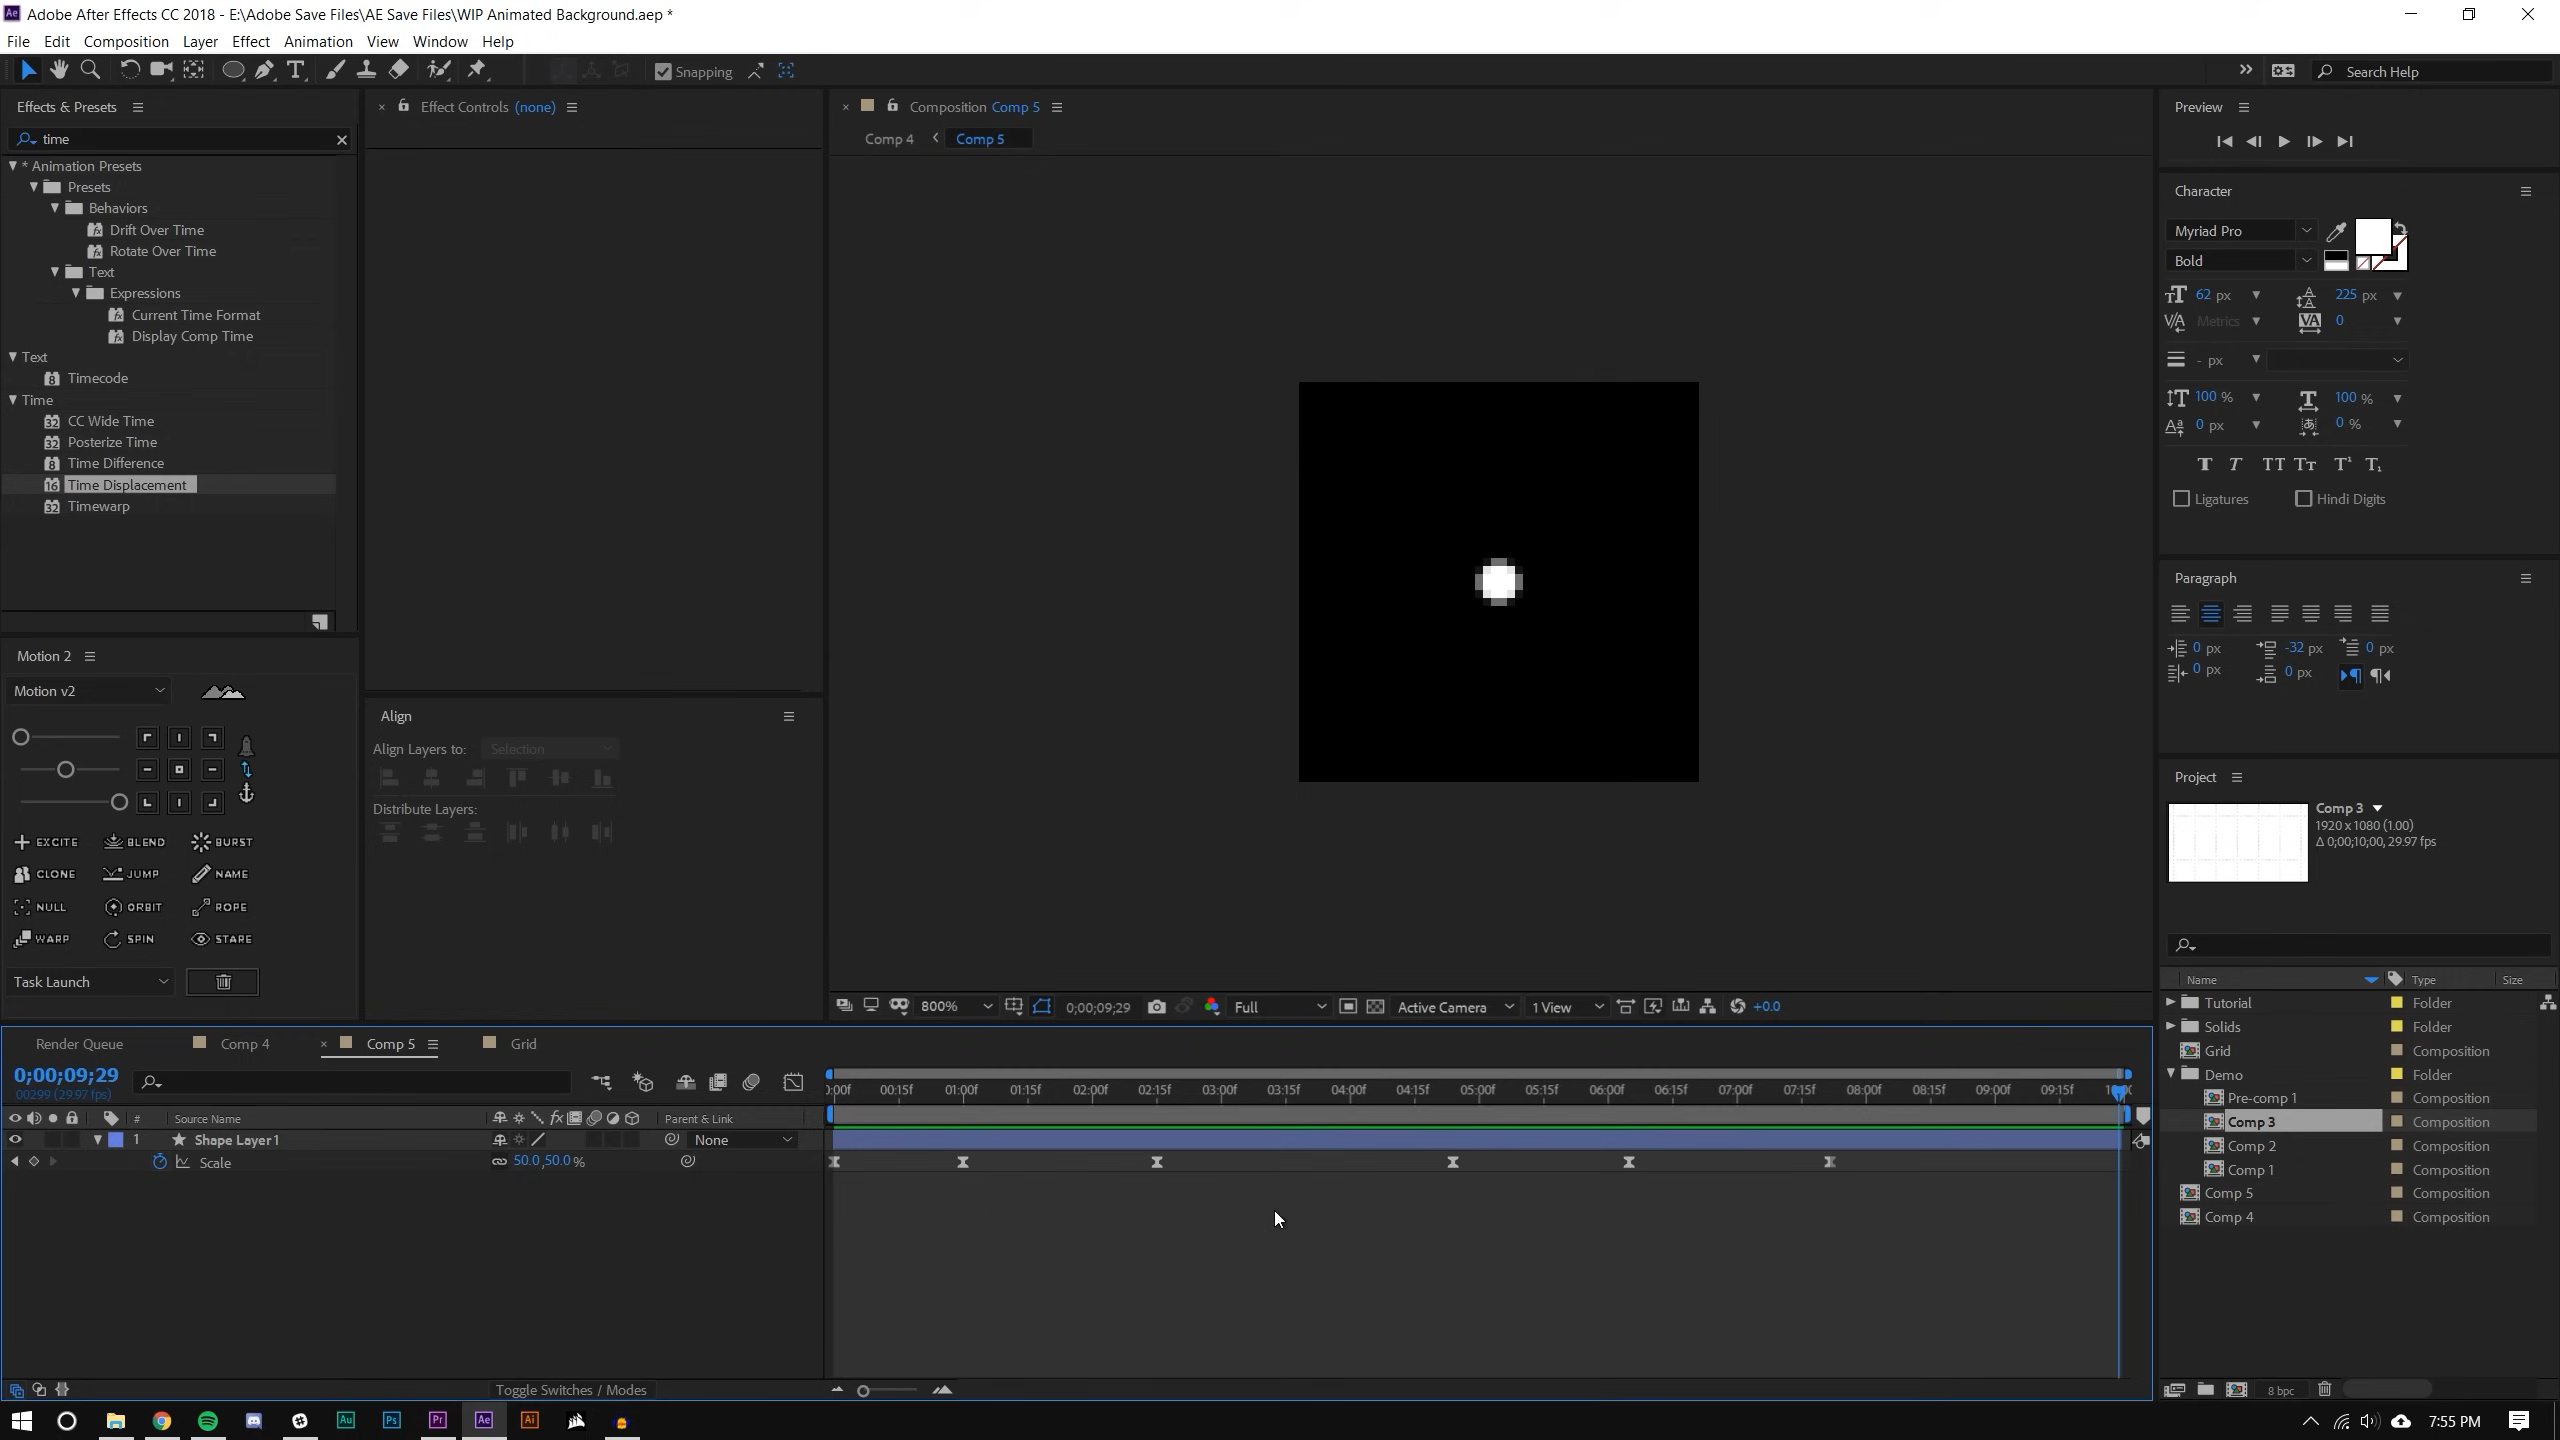 Adobe After Effects CC 2018 - E:\Adobe Save Files\AE Save Files\WIP Animated Background.aep *
File Edit Composition Layer Effect Animation View Window Help
Snapping
Search Help
Effects & Presets
time
* Animation Presets
Presets
Behaviors
Drift Over Time
Rotate Over Time
Text
Expressions
Current Time Format
Display Comp Time
Text
Timecode
Time
CC Wide Time
Posterize Time
Time Difference
Time Displacement
Timewarp
Motion 2
Motion v2
EXCITE BLEND BURST
CLONE JUMP NAME
NULL ORBIT ROPE
WARP SPIN STARE
Task Launch
Effect Controls (none)
Align
Align Layers to: Selection
Distribute Layers:
Composition Comp 5
Comp 4 Comp 5
800% 0;00;09;29 Full Active Camera 1 View +0.0
Preview
Character
Myriad Pro
Bold
62 px 225 px
Metrics 0
- px
100 % 100 %
0 px 0 %
Ligatures Hindi Digits
Paragraph
0 px -32 px 0 px
0 px 0 px
Project
Comp 3
1920 x 1080 (1.00)
Δ 0;00;10;00, 29.97 fps
Name Type Size
Tutorial Folder
Solids Folder
Grid Composition
Demo Folder
Pre-comp 1 Composition
Comp 3 Composition
Comp 2 Composition
Comp 1 Composition
Comp 5 Composition
Comp 4 Composition
8 bpc
Render Queue Comp 4 Comp 5 Grid
0;00;09;29
00299 (29.97 fps)
0:00f 00:15f 01:00f 01:15f 02:00f 02:15f 03:00f 03:15f 04:00f 04:15f 05:00f 05:15f 06:00f 06:15f 07:00f 07:15f 08:00f 08:15f 09:00f 09:15f
# Source Name Parent & Link
1 Shape Layer 1 None
Scale 50.0,50.0 %
Toggle Switches / Modes
Au Ps Pr Ae Ai
7:55 PM